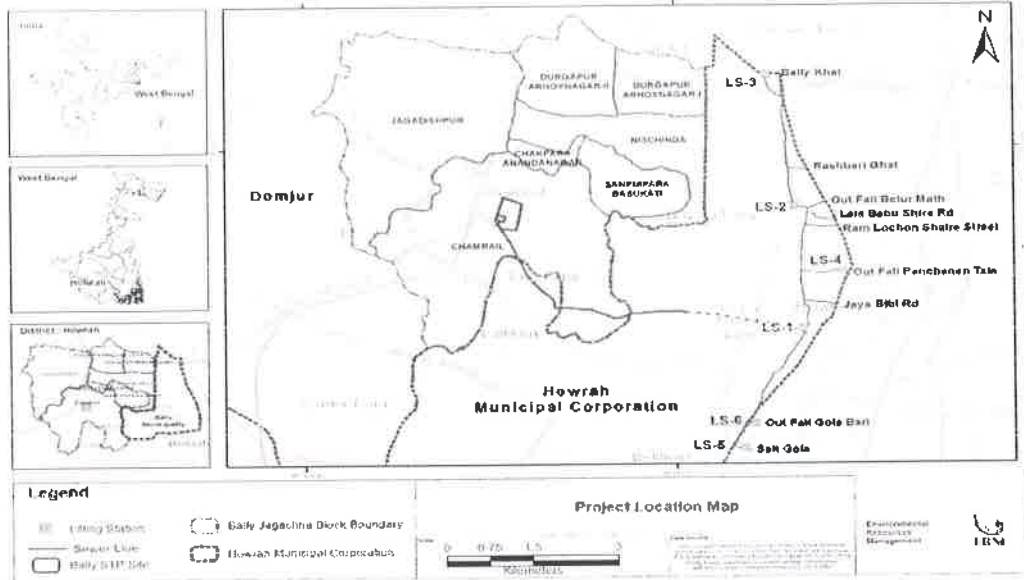 West Bengal
West Bengal
Howrah
District : Howrah
N
JAGADISHPUR
DURGAPUR
ABHOYNAGAR-II
DURGAPUR
ABHOYNAGAR-I
NISCHINDA
CHAKPARA
ANANDANAGAR
SANPUIPARA
BASUKATI
Domjur
CHAMRAIL
LS-3
Bally Khal
Rashbari Ghat
LS-2
Out Fall Belur Math
Lala Babu Shire Rd
Ram Lochon Shaire Street
LS-4
Out Fall Panchanan Tala
Jaya Bibi Rd
LS-1
Howrah
Municipal Corporation
LS-6
Out Fall Gola Bari
LS-5
Salt Gola
Legend
Lifting Station
Sewer Line
Bally STP Site
Bally Jagachha Block Boundary
Howrah Municipal Corporation
Project Location Map
0 0.75 1.5 3
Kilometers
Environmental
Resources
Management
ERM